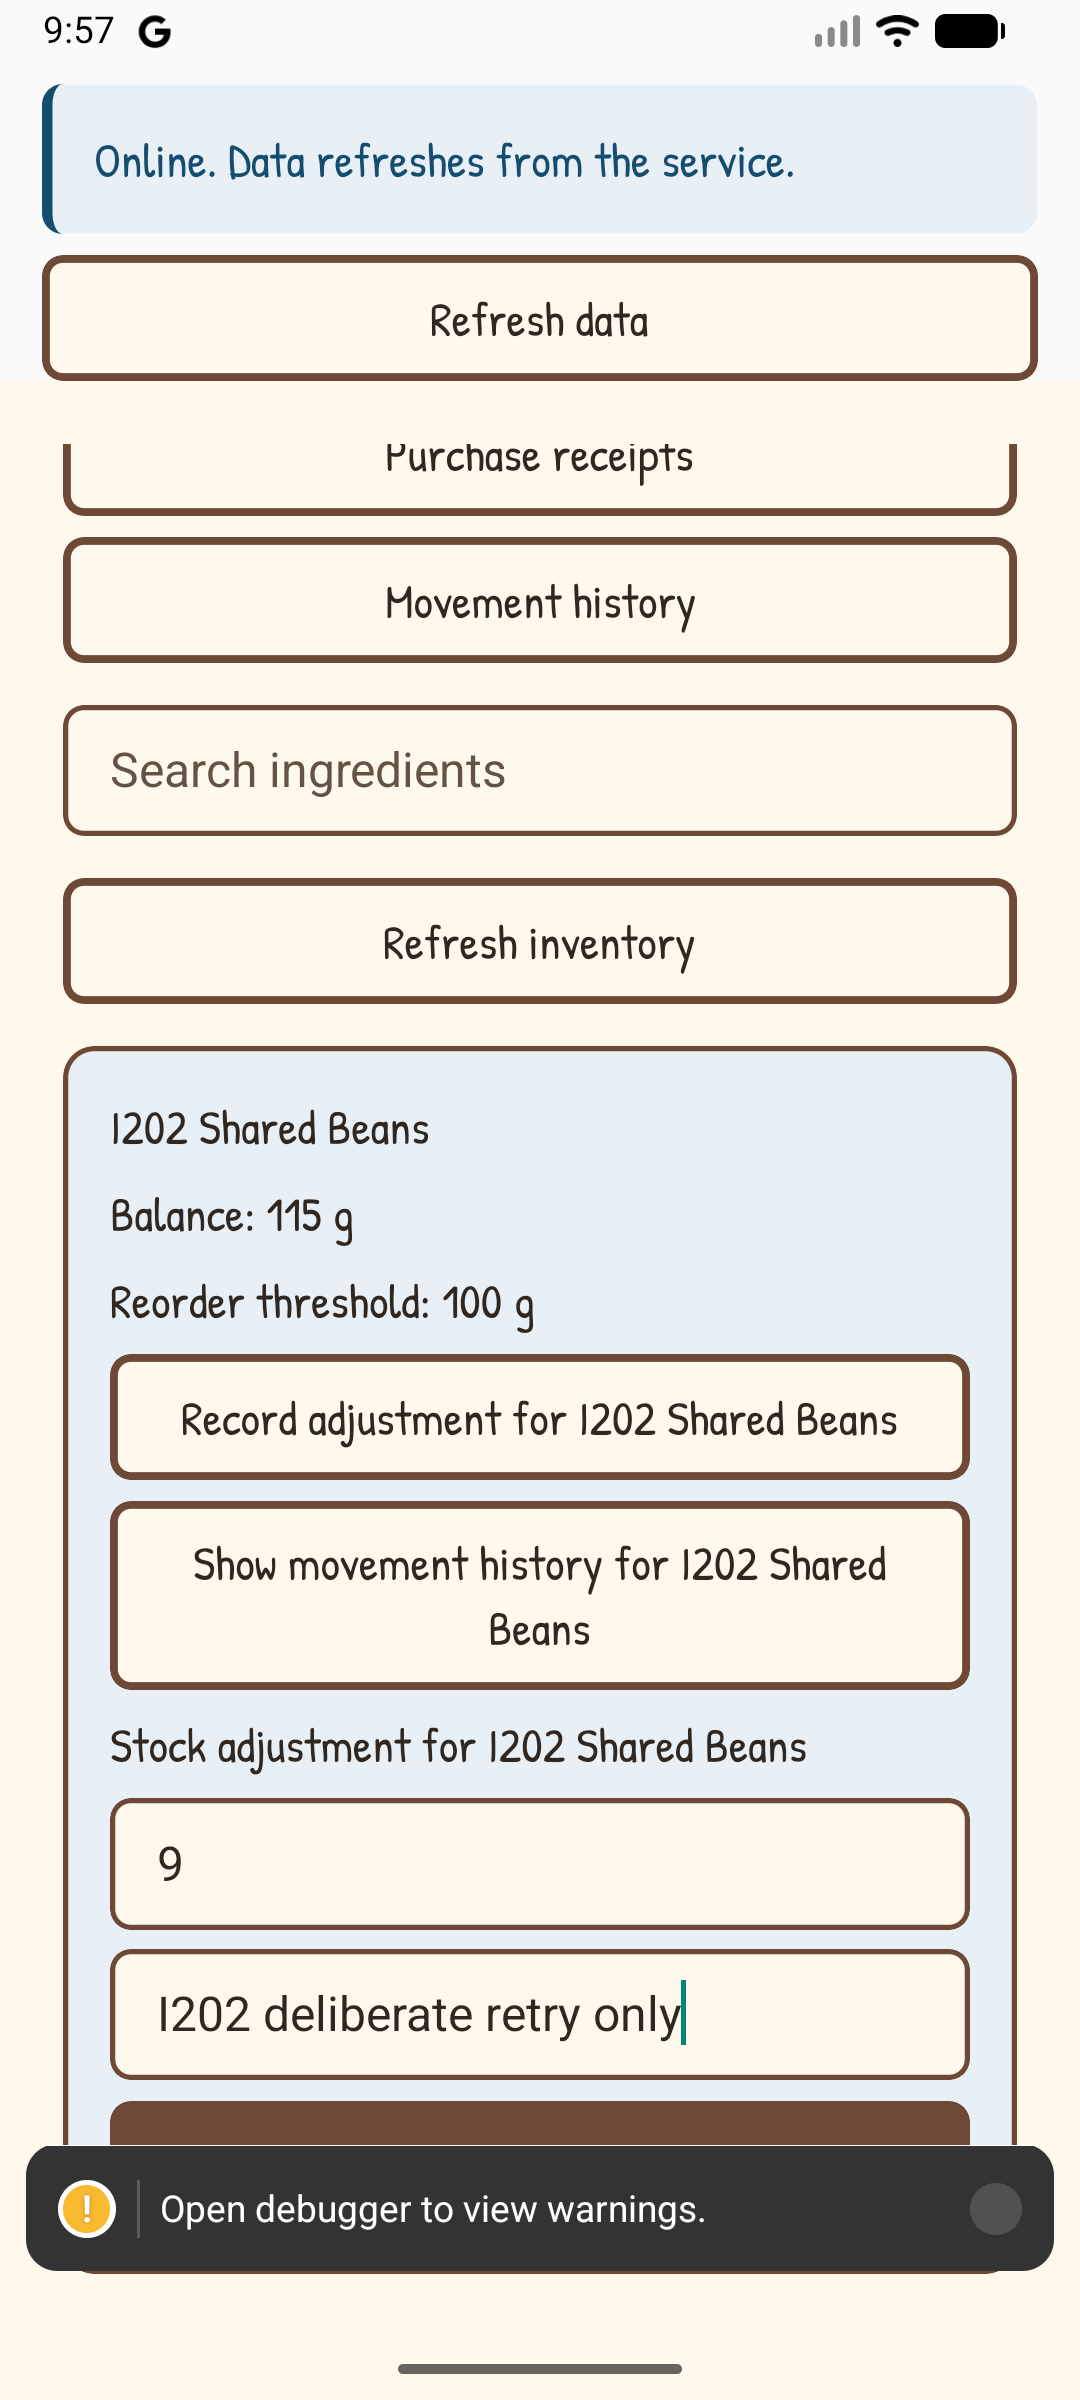 9:57
Online. Data refreshes from the service.
Refresh data
Purchase receipts
Movement history
Search ingredients
Refresh inventory
1202 Shared Beans
Balance: 115 g
Reorder threshold: 100 g
Record adjustment for 1202 Shared Beans
Show movement history for 1202 Shared
Beans
Stock adjustment for 1202 Shared Beans
9
I202 deliberate retry only
Open debugger to view warnings.